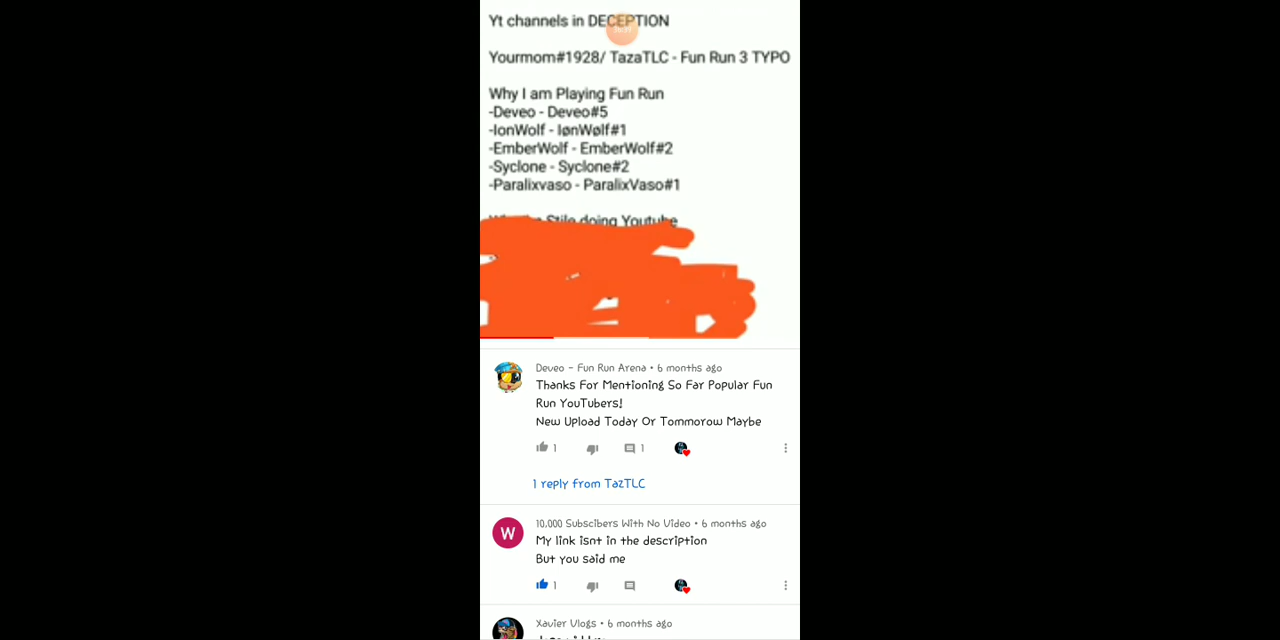 Yt channels in DECEPTION
Yourmom#1928/ TazaTLC - Fun Run 3 TYPO
Why I am Playing Fun Run
-Deveo - Deveo#5
-IonWolf - IønWølf#1
-EmberWolf - EmberWolf#2
-Syclone - Syclone#2
-Paralixvaso - ParalixVaso#1
Stile doing Youtube
Deveo - Fun Run Arena • 6 months ago
Thanks For Mentioning So Far Popular Fun
Run YouTubers!
New Upload Today Or Tommorow Maybe
1
1
1 reply from TazTLC
W
10,000 Subscibers With No Video • 6 months ago
My link isnt in the description
But you said me
1
Xavier Vlogs • 6 months ago